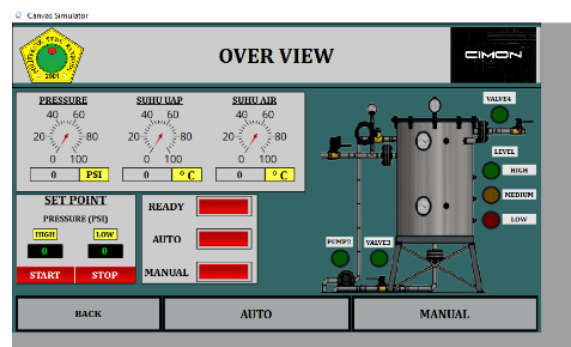 Canvas Simulator
OVER VIEW
CIMON
2001
PRESSURE
40 60
20 80
0 100
0 PSI
SUHU UAP
40 60
20 80
0 100
0 °C
SUHU AIR
40 60
20 80
0 100
0 °C
VALVE4
LEVEL
HIGH
MEDIUM
LOW
SET POINT
PRESSURE (PSI)
HIGH LOW
0 0
START STOP
READY
AUTO
MANUAL
BACK AUTO MANUAL